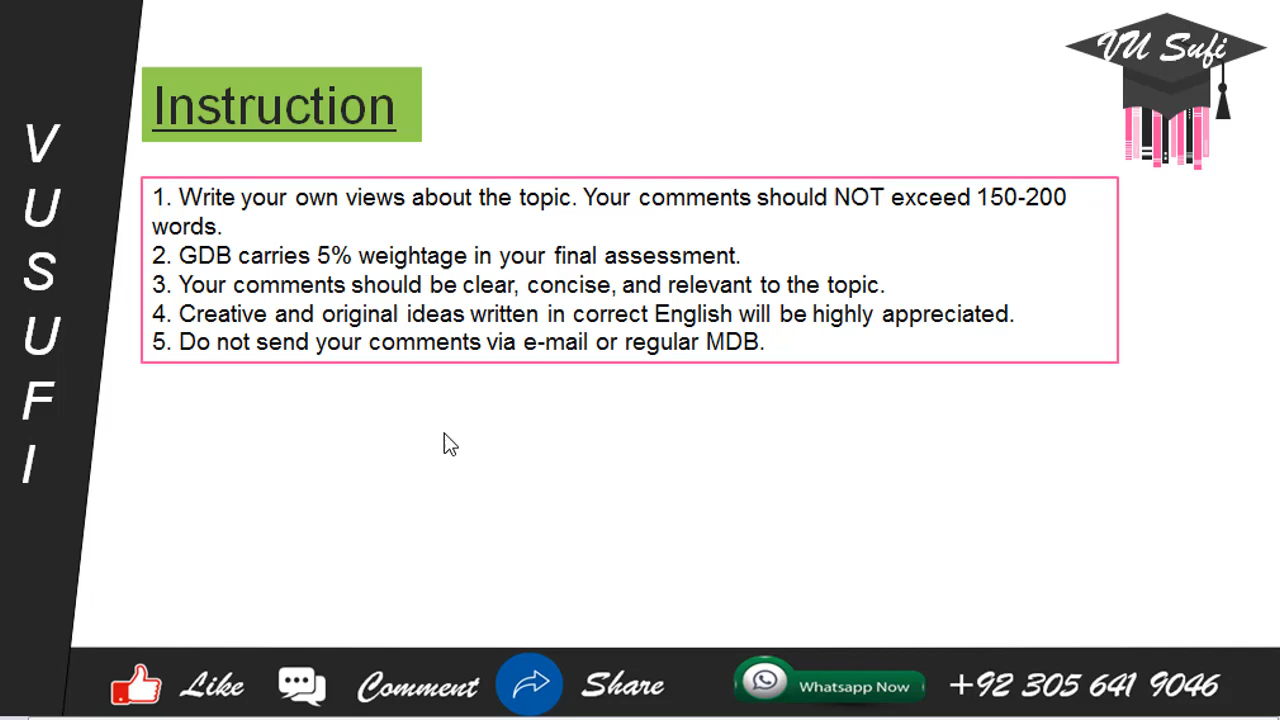 VU Sufi
Instruction
V
U
S
U
F
I
1. Write your own views about the topic. Your comments should NOT exceed 150-200
words.
2. GDB carries 5% weightage in your final assessment.
3. Your comments should be clear, concise, and relevant to the topic.
4. Creative and original ideas written in correct English will be highly appreciated.
5. Do not send your comments via e-mail or regular MDB.
Like Comment Share Whatsapp Now +92 305 641 9046